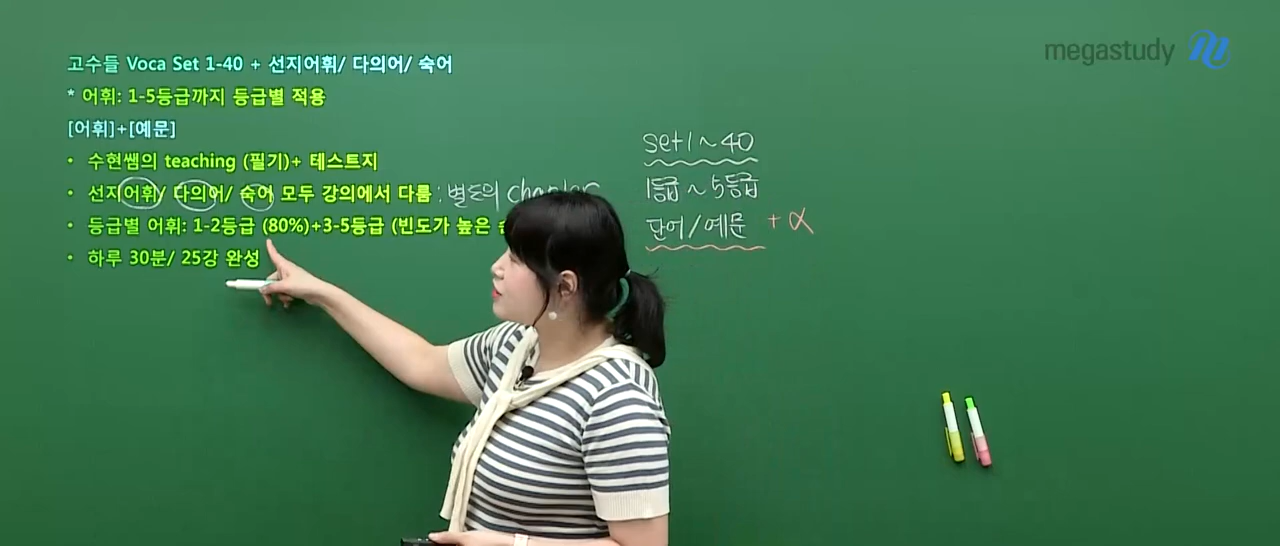 고수들 Voca Set 1-40 + 선지어휘/ 다의어/ 숙어
* 어휘: 1-5등급까지 등급별 적용
[어휘]+[예문]
• 수현쌤의 teaching (필기)+ 테스트지
• 선지어휘/ 다의어/ 숙어 모두 강의에서 다룸 : 별도의 chapter
• 등급별 어휘: 1-2등급 (80%)+3-5등급 (빈도가 높은
• 하루 30분/ 25강 완성
set 1 ~ 40
1등급 ~ 5등급
단어/예문 + α
megastudy